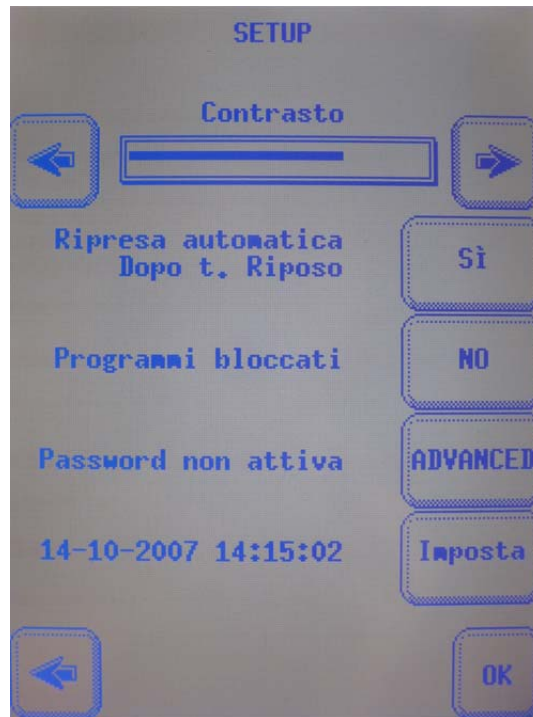 SETUP
Contrasto
Ripresa automatica
Dopo t. Riposo
Sì
Programmi bloccati
NO
Password non attiva
ADVANCED
14-10-2007 14:15:02
Imposta
OK